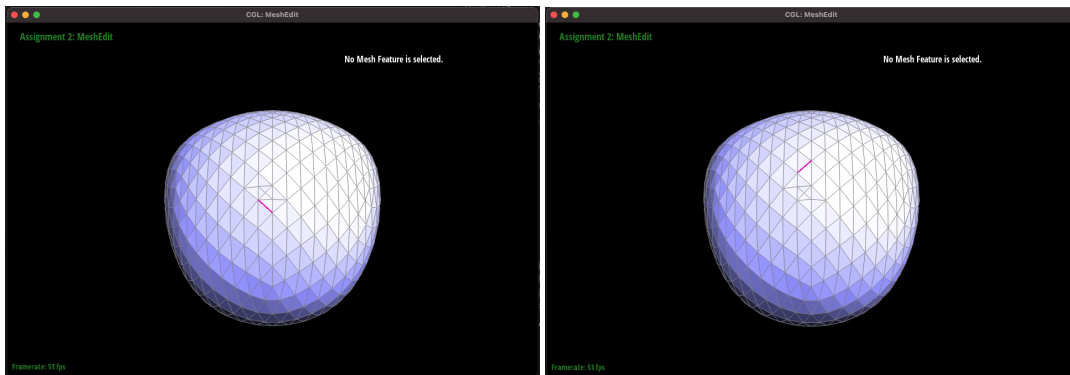 CGL: MeshEdit
Assignment 2: MeshEdit
No Mesh Feature is selected.
Framerate: 51 fps
CGL: MeshEdit
Assignment 2: MeshEdit
No Mesh Feature is selected.
Framerate: 51 fps